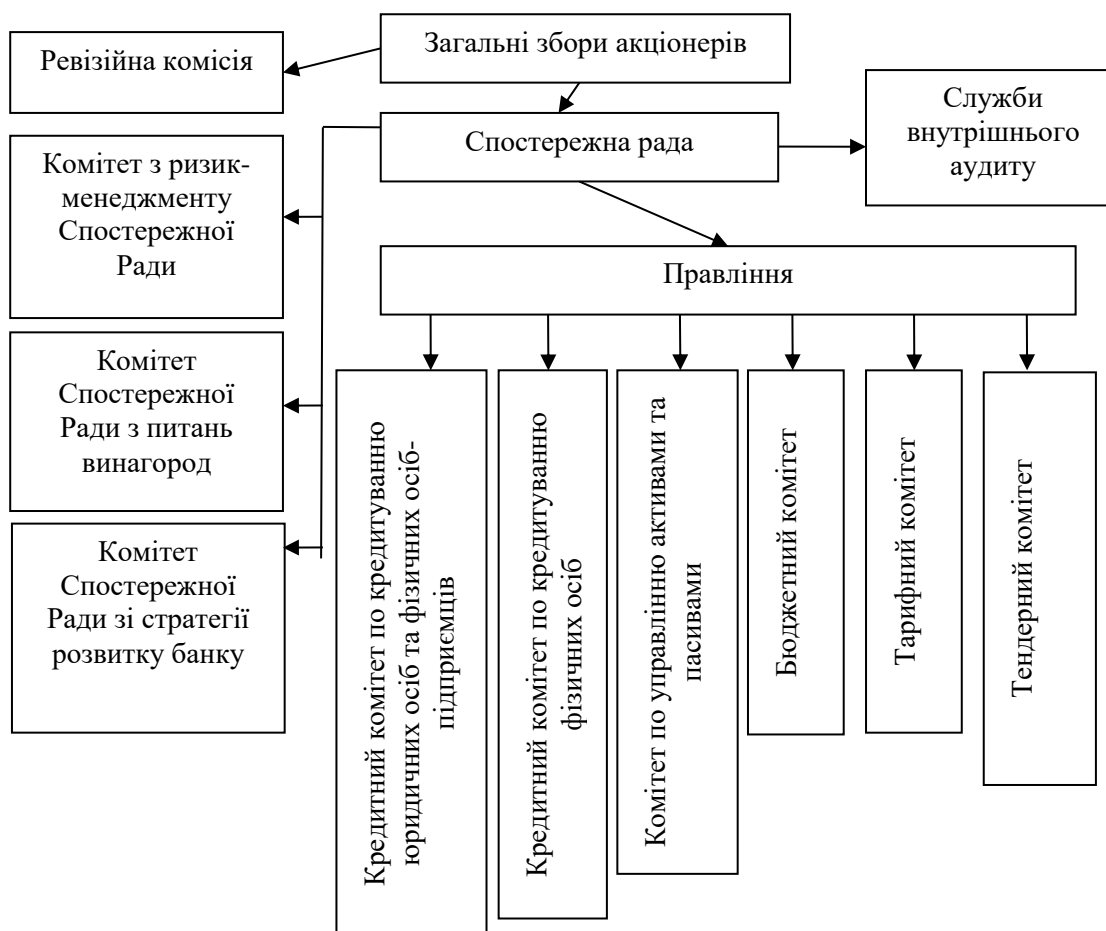 Загальні збори акціонерів
Ревізійна комісія
Спостережна рада
Служби
внутрішнього
аудиту
Комітет з ризик-
менеджменту
Спостережної
Ради
Правління
Комітет
Спостережної
Ради з питань
винагород
Комітет
Спостережної
Ради зі стратегії
розвитку банку
Кредитний комітет по кредитуванню
юридичних осіб та фізичних осіб-
підприємців
Кредитний комітет по кредитуванню
фізичних осіб
Комітет по управлінню активами та
пасивами
Бюджетний комітет
Тарифний комітет
Тендерний комітет